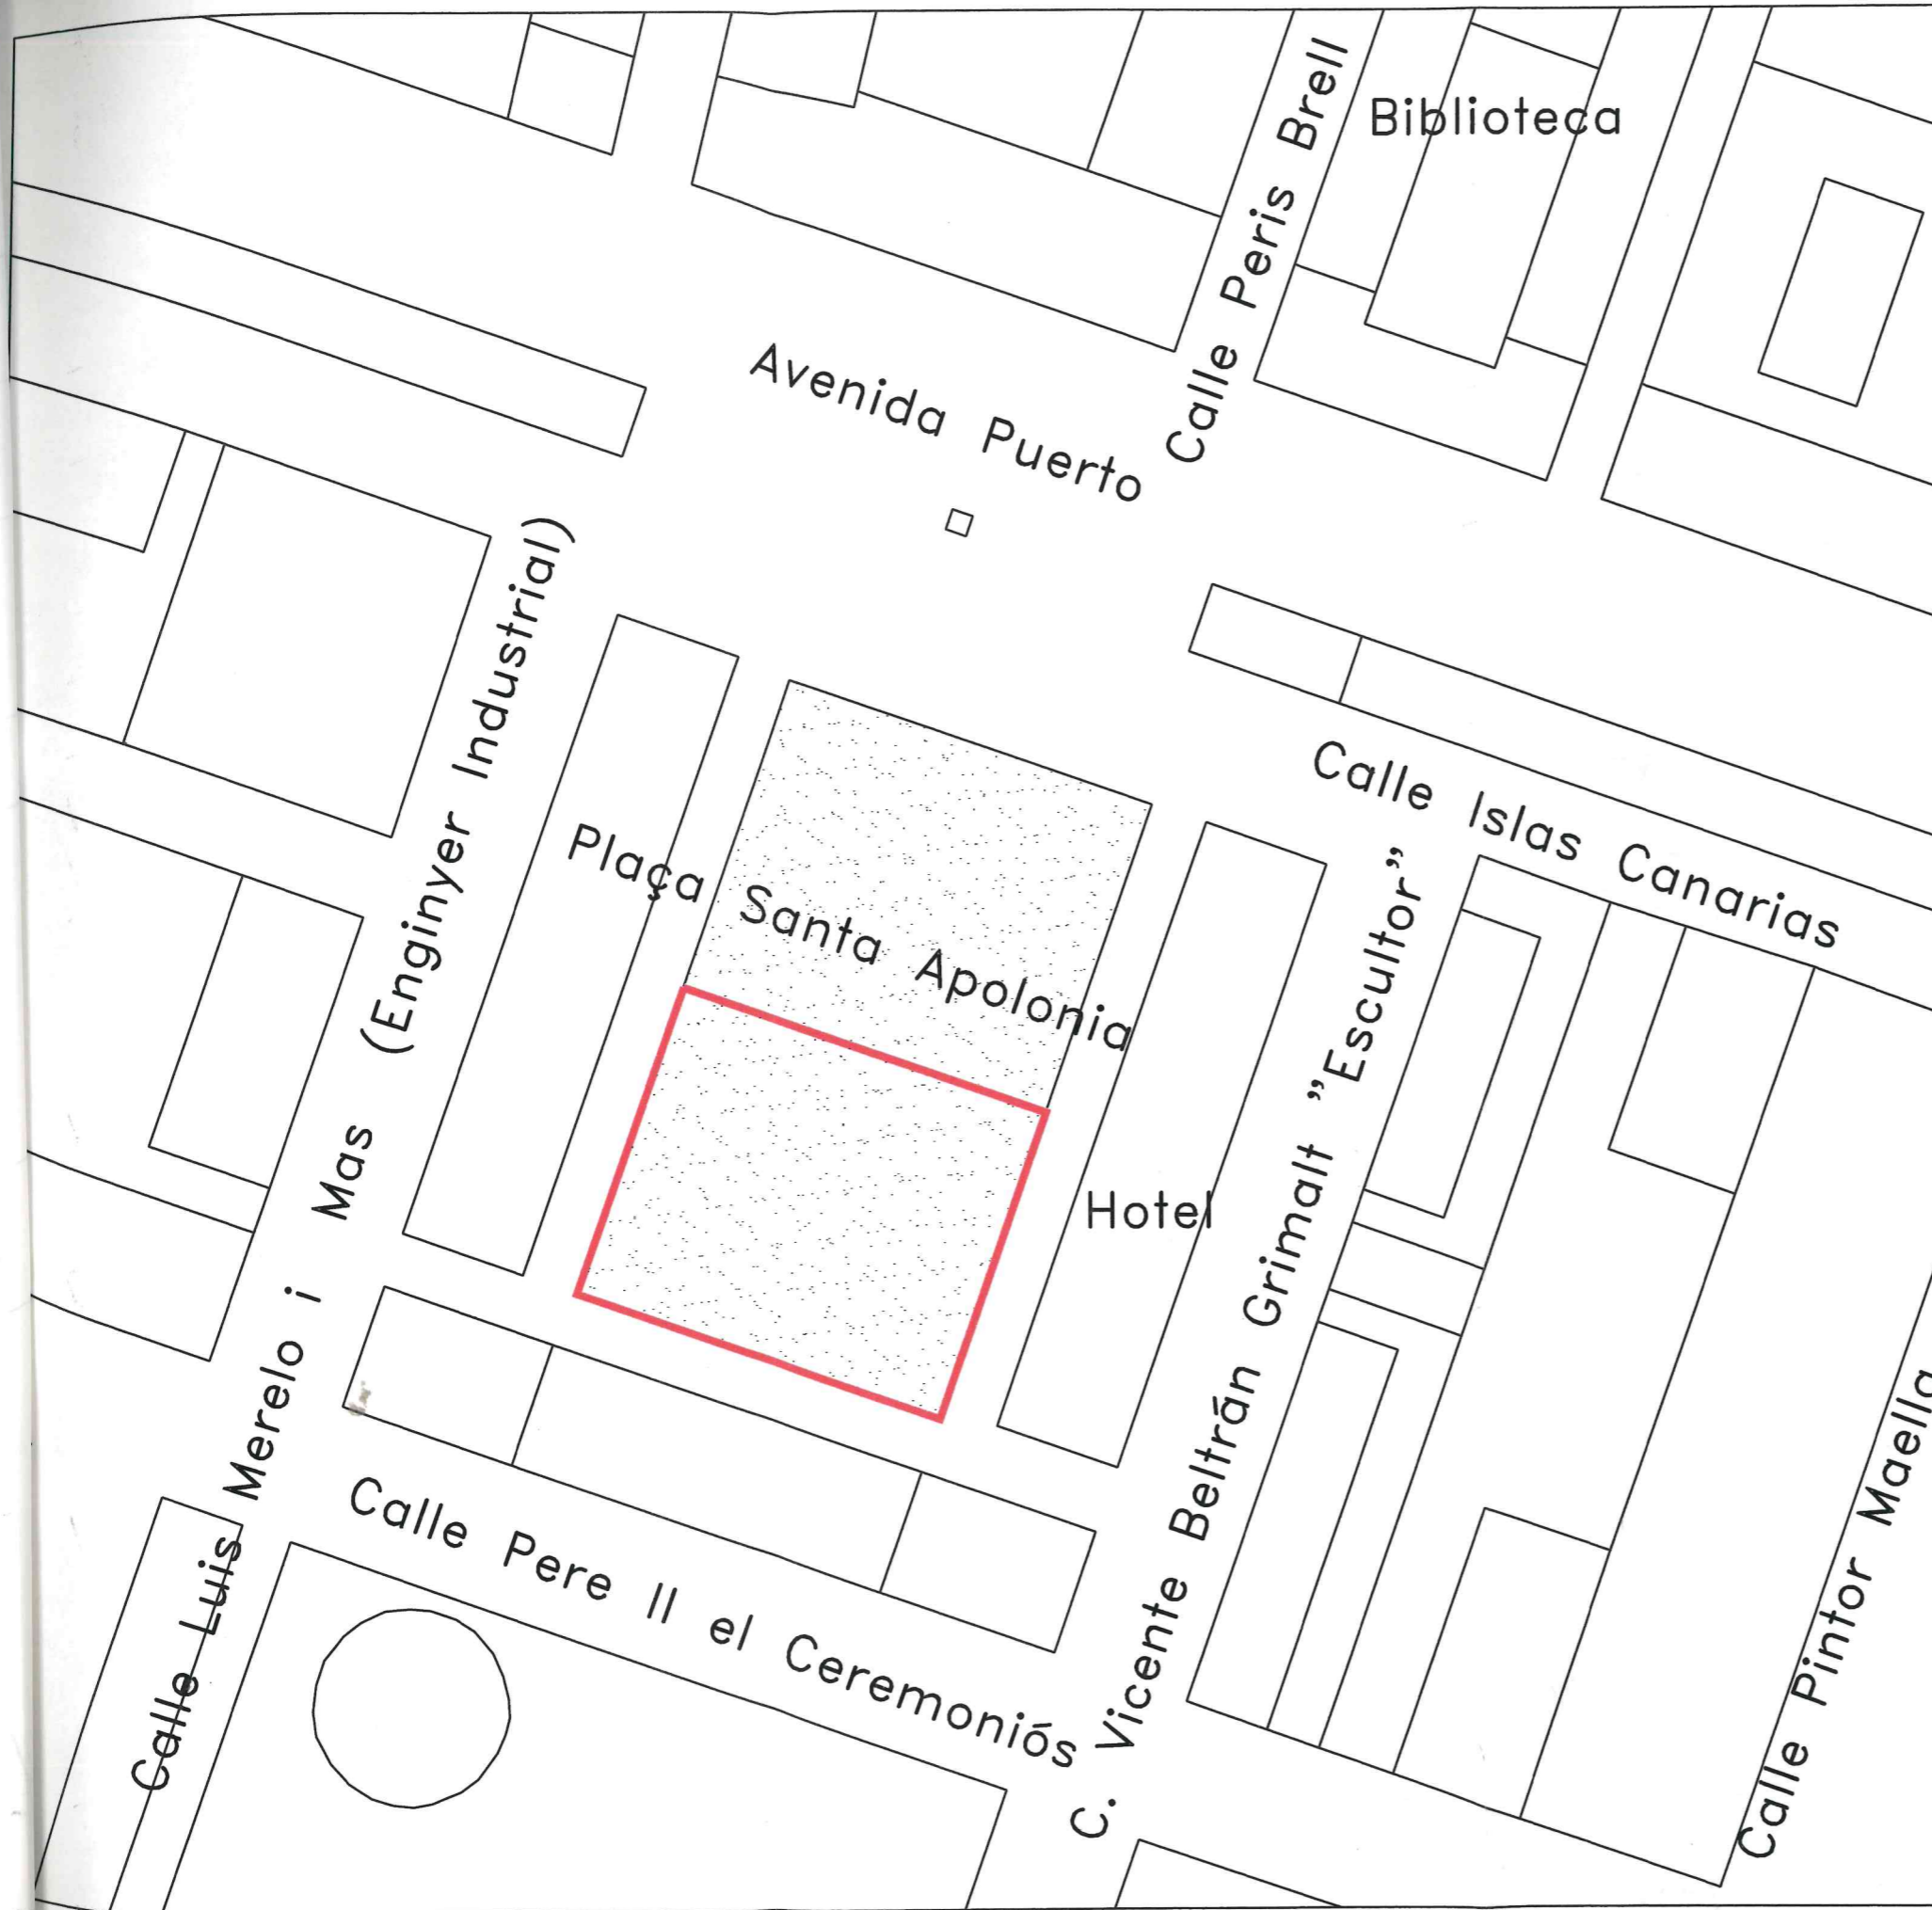 Calle Peris Brell
Biblioteca
Avenida Puerto
Calle Islas Canarias
Plaça Santa Apolonia
Hotel
Calle Luis Merelo i Mas (Enginyer Industrial)
Calle Pere II el Ceremoniós
C. Vicente Beltrán Grimalt "Escultor"
Calle Pintor Maella